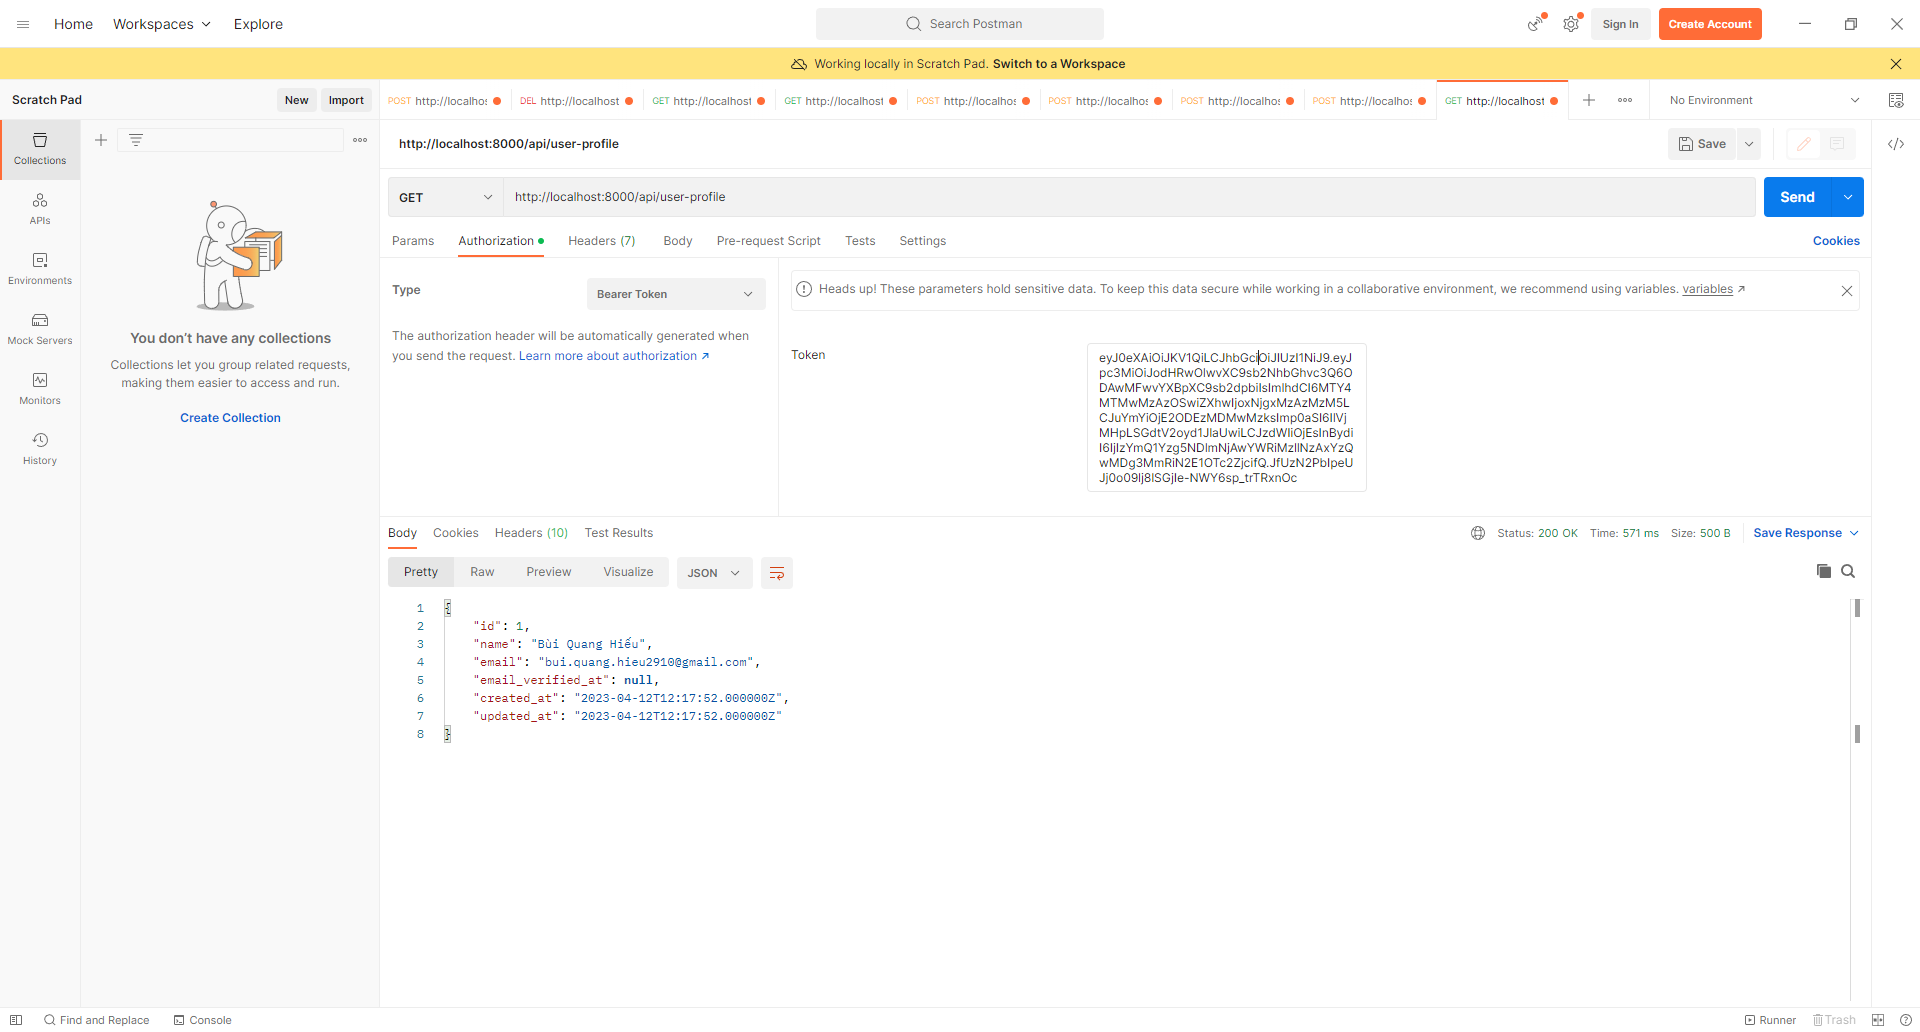 Home Workspaces Explore Search Postman Sign In Create Account
Working locally in Scratch Pad. Switch to a Workspace
Scratch Pad New Import
POST http://localhos DEL http://localhost GET http://localhost GET http://localhost POST http://localhos POST http://localhos POST http://localhos POST http://localhos GET http://localhost No Environment
Collections
APIs
Environments
Mock Servers
Monitors
History
You don't have any collections
Collections let you group related requests,
making them easier to access and run.
Create Collection
http://localhost:8000/api/user-profile Save
GET http://localhost:8000/api/user-profile Send
Params Authorization Headers (7) Body Pre-request Script Tests Settings Cookies
Type Bearer Token
The authorization header will be automatically generated when
you send the request. Learn more about authorization ↗
Heads up! These parameters hold sensitive data. To keep this data secure while working in a collaborative environment, we recommend using variables. variables ↗
Token
Body Cookies Headers (10) Test Results Status: 200 OK Time: 571 ms Size: 500 B Save Response
Pretty Raw Preview Visualize JSON
1 {
2 "id": 1,
3 "name": "Bùi Quang Hiếu",
4 "email": "bui.quang.hieu2910@gmail.com",
5 "email_verified_at": null,
6 "created_at": "2023-04-12T12:17:52.000000Z",
7 "updated_at": "2023-04-12T12:17:52.000000Z"
8 }
Find and Replace Console Runner Trash